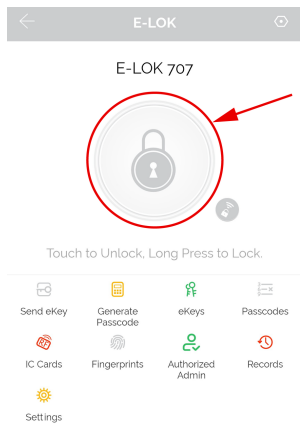 E-LOK
E-LOK 707
Touch to Unlock, Long Press to Lock.
Send eKey
Generate
Passcode
eKeys
Passcodes
IC Cards
Fingerprints
Authorized
Admin
Records
Settings